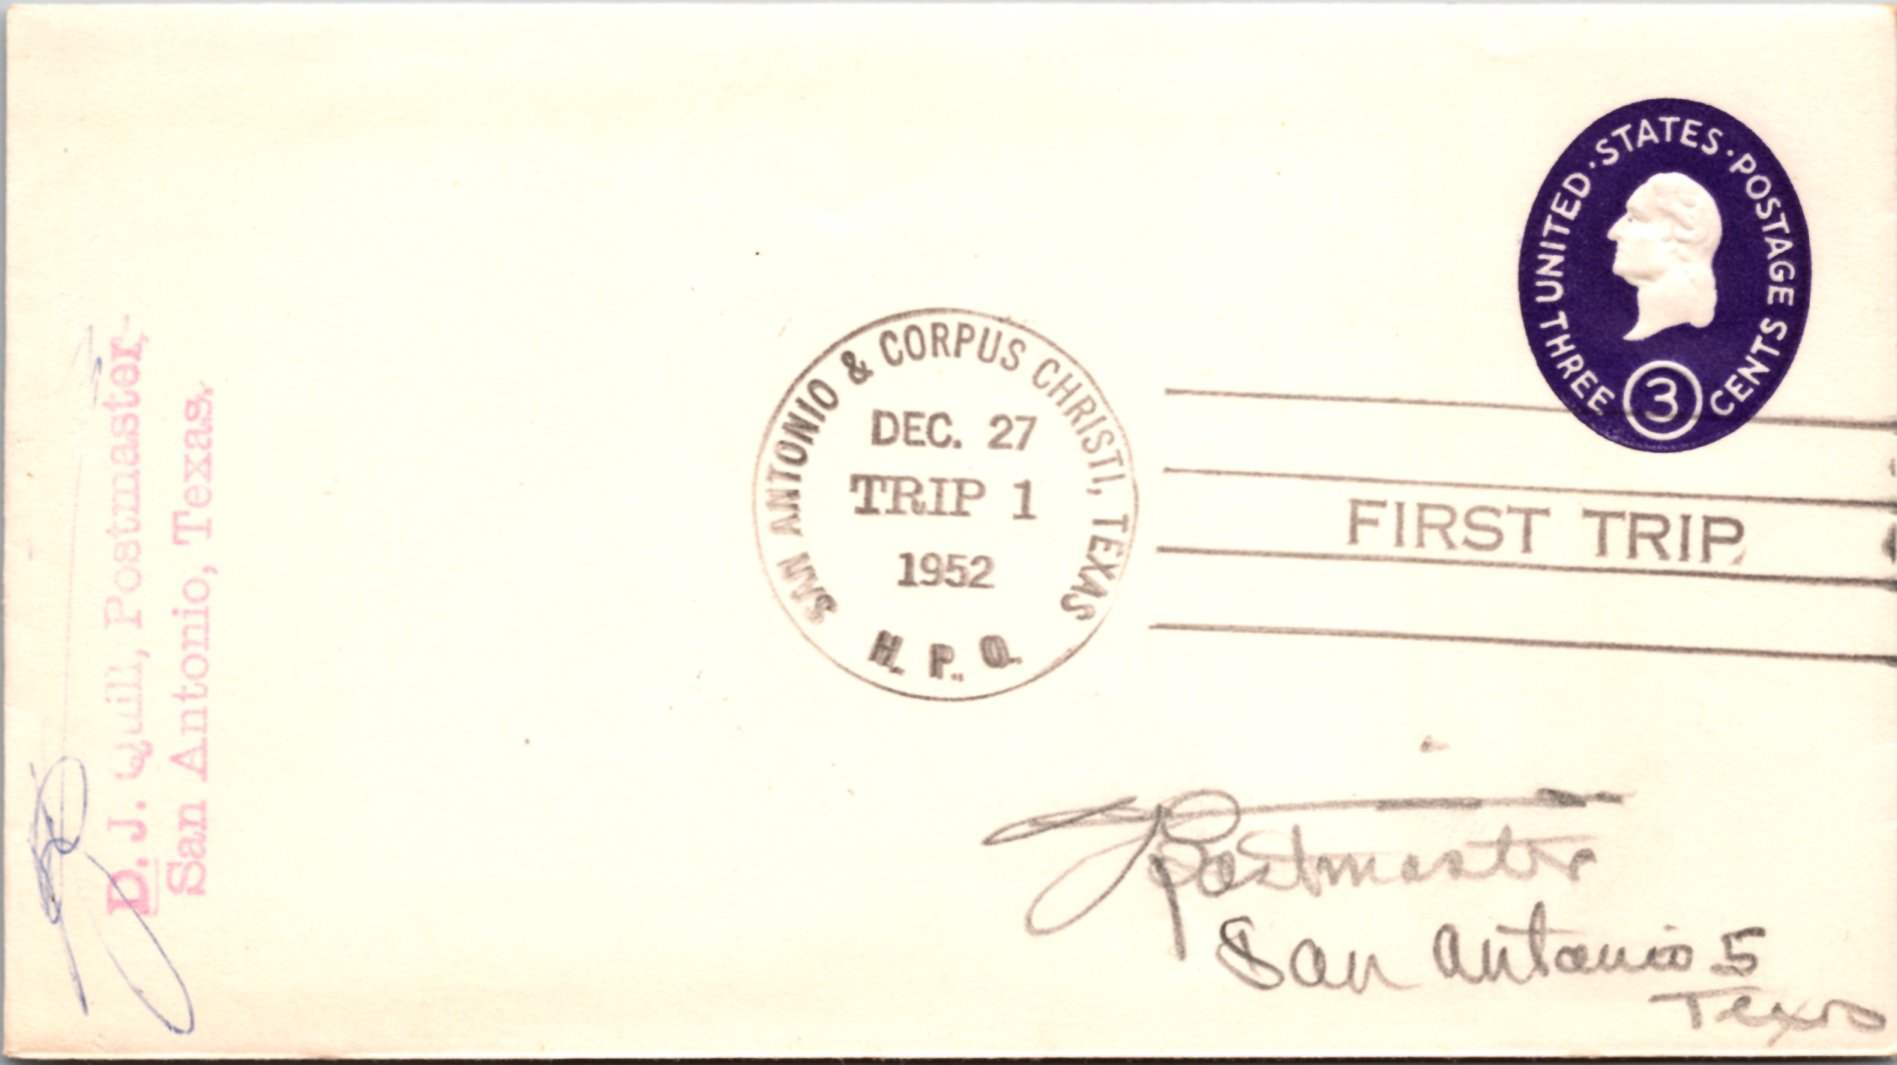 D. J. Quill, Postmaster,
San Antonio, Texas.
SAN ANTONIO & CORPUS CHRISTI, TEXAS
DEC. 27
TRIP 1
1952
H. P. O.
FIRST TRIP
UNITED · STATES · POSTAGE
THREE 3 CENTS
Postmaster
San Antonio 5
Texas